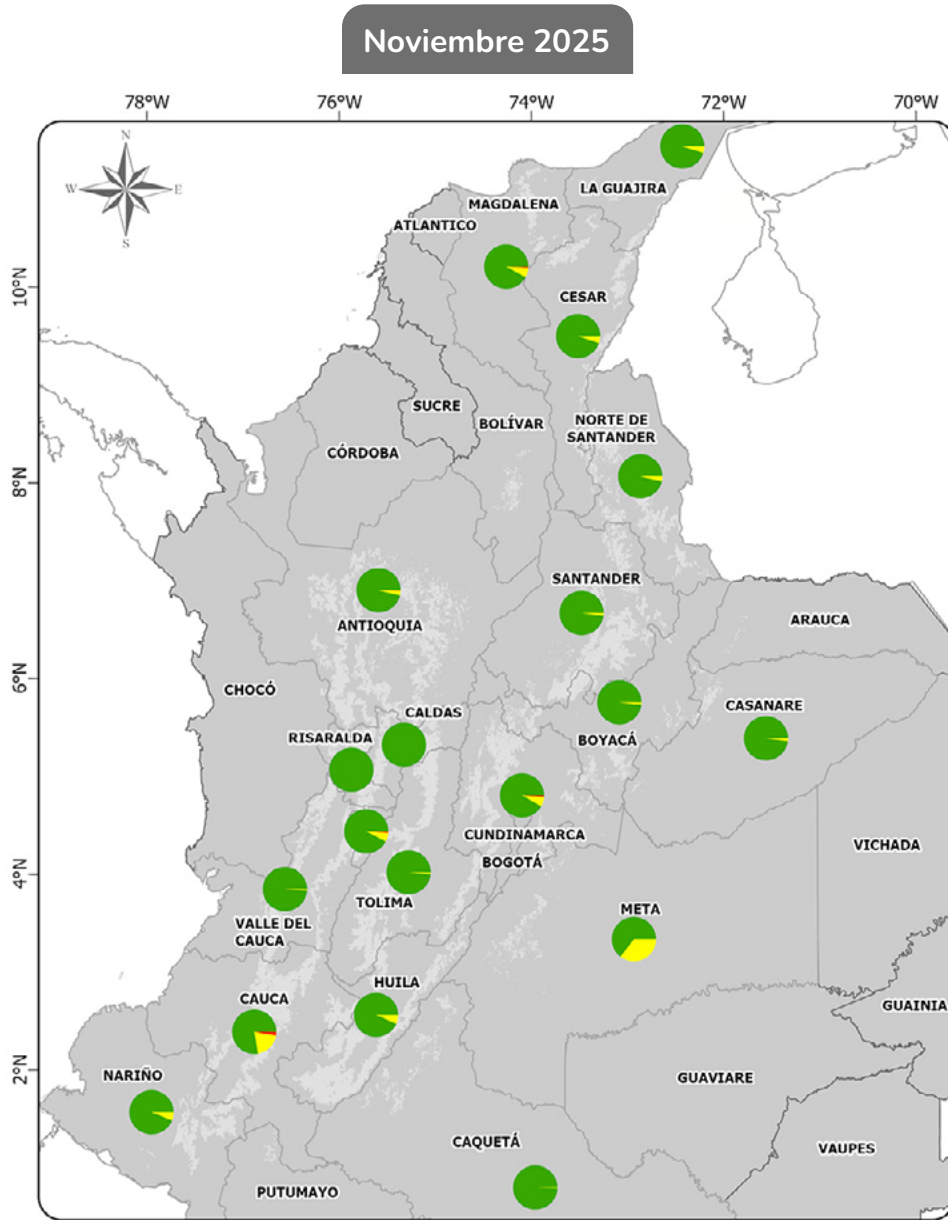 Noviembre 2025
78°W
76°W
74°W
72°W
70°W
N
W
E
S
10°N
8°N
6°N
4°N
2°N
LA GUAJIRA
MAGDALENA
ATLANTICO
CESAR
SUCRE
BOLÍVAR
NORTE DE
SANTANDER
CÓRDOBA
SANTANDER
ANTIOQUIA
ARAUCA
CHOCÓ
CALDAS
CASANARE
RISARALDA
BOYACÁ
CUNDINAMARCA
VICHADA
BOGOTÁ
TOLIMA
META
VALLE DEL
CAUCA
HUILA
CAUCA
GUAINIA
NARIÑO
GUAVIARE
CAQUETÁ
VAUPES
PUTUMAYO